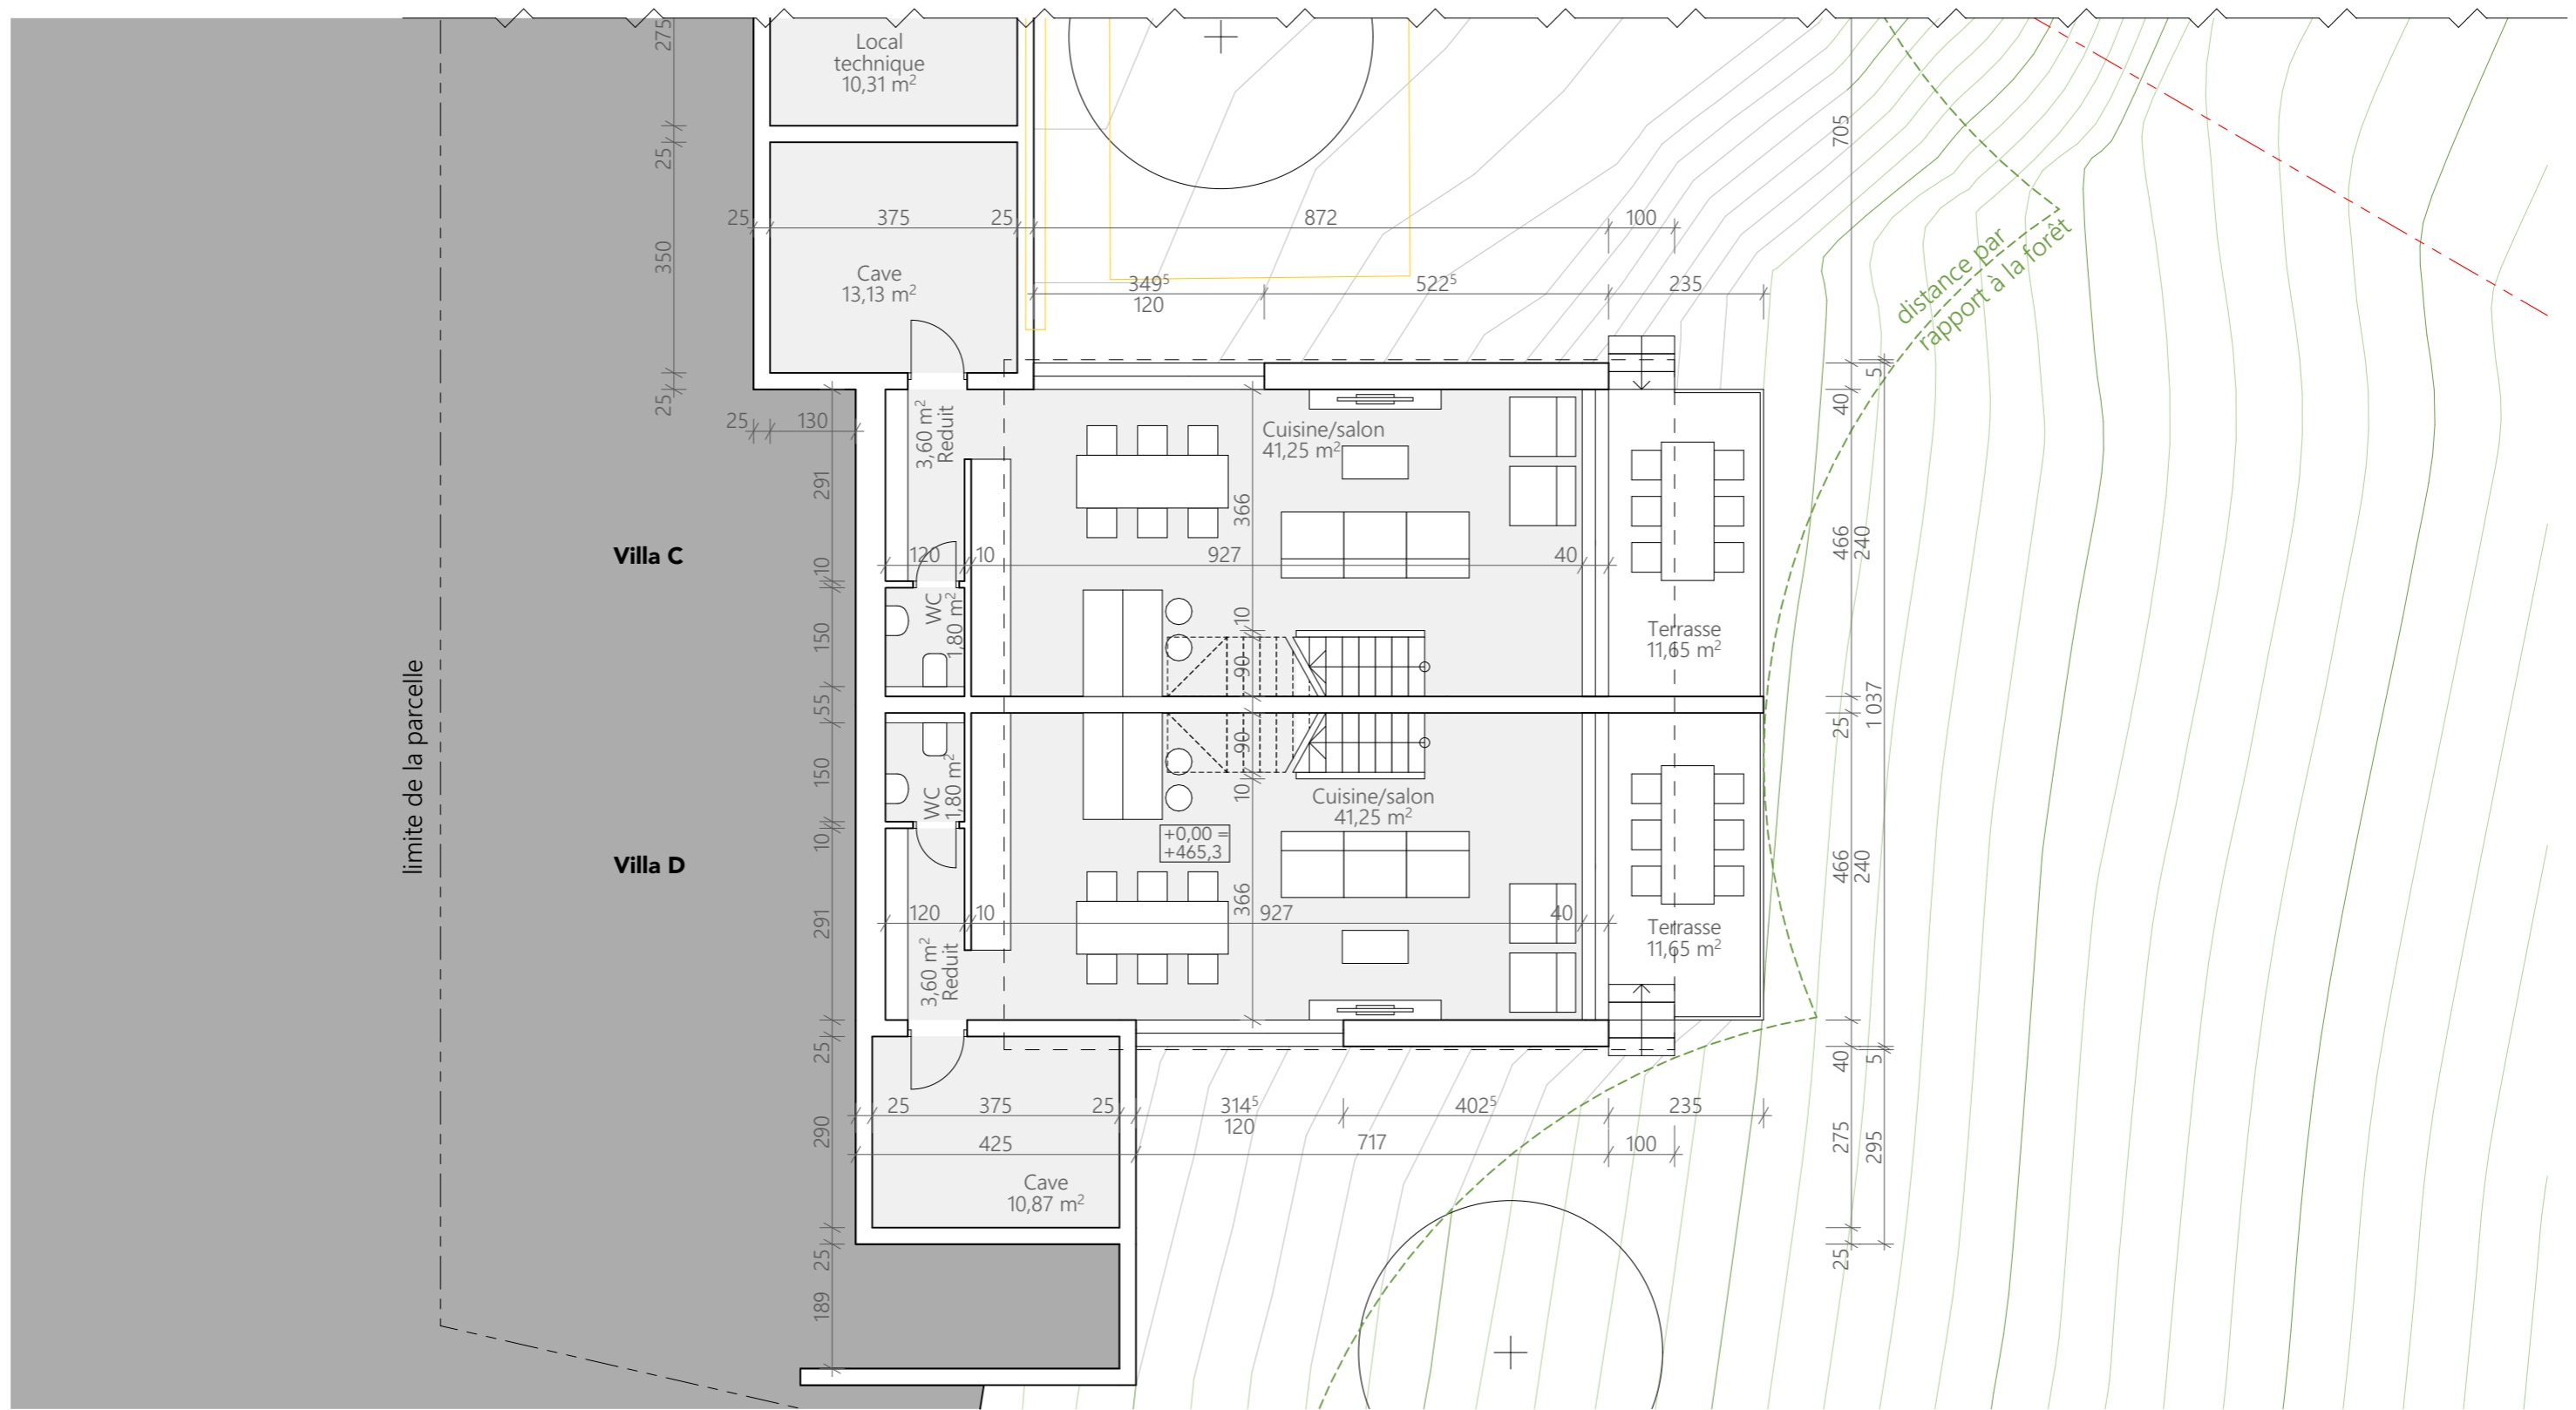 275
Local
technique
10,31 m²
705
25
25
375
25
872
100
350
distance par
rapport à la forêt
Cave
13,13 m²
349⁵
120
522⁵
235
5
25
40
25
130
3,60 m²
Reduit
Cuisine/salon
41,25 m²
291
366
466
240
Villa C
120
10
927
40
10
WC
1,80 m²
10
150
90
Terrasse
11,65 m²
limite de la parcelle
55
25
1 037
150
WC
1,80 m²
90
10
Cuisine/salon
41,25 m²
10
+0,00 =
+465,3
Villa D
466
240
291
120
10
366
927
40
3,60 m²
Reduit
Terrasse
11,65 m²
25
40
5
25
375
25
314⁵
120
402⁵
235
290
425
717
100
275
295
Cave
10,87 m²
25
25
189